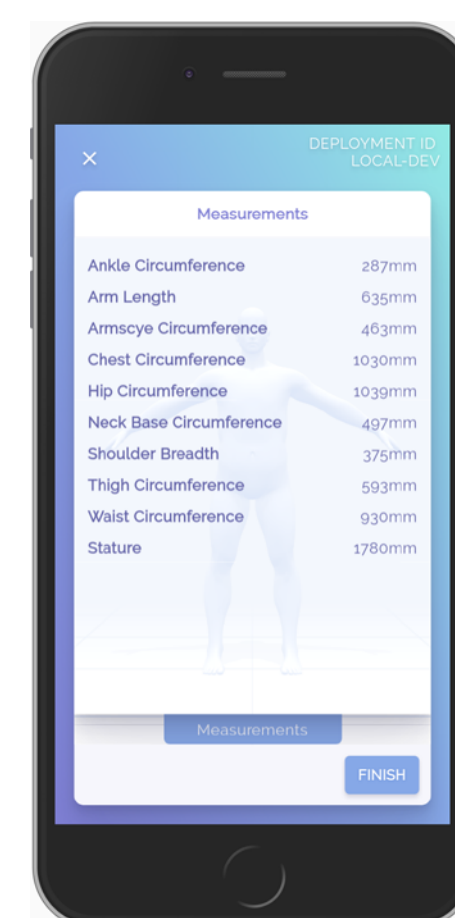 DEPLOYMENT ID
LOCAL-DEV
Measurements
Ankle Circumference 287mm
Arm Length 635mm
Armscye Circumference 463mm
Chest Circumference 1030mm
Hip Circumference 1039mm
Neck Base Circumference 497mm
Shoulder Breadth 375mm
Thigh Circumference 593mm
Waist Circumference 930mm
Stature 1780mm
Measurements
FINISH